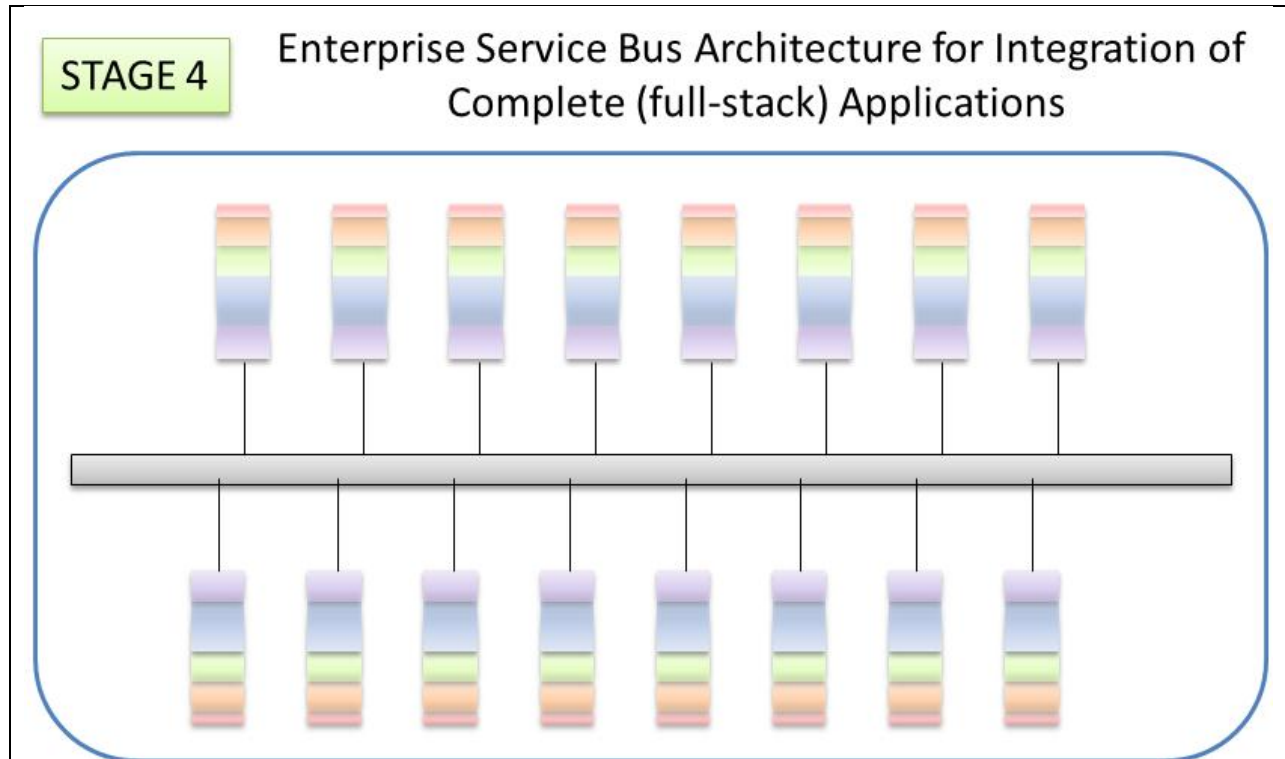 STAGE 4
Enterprise Service Bus Architecture for Integration of
Complete (full-stack) Applications